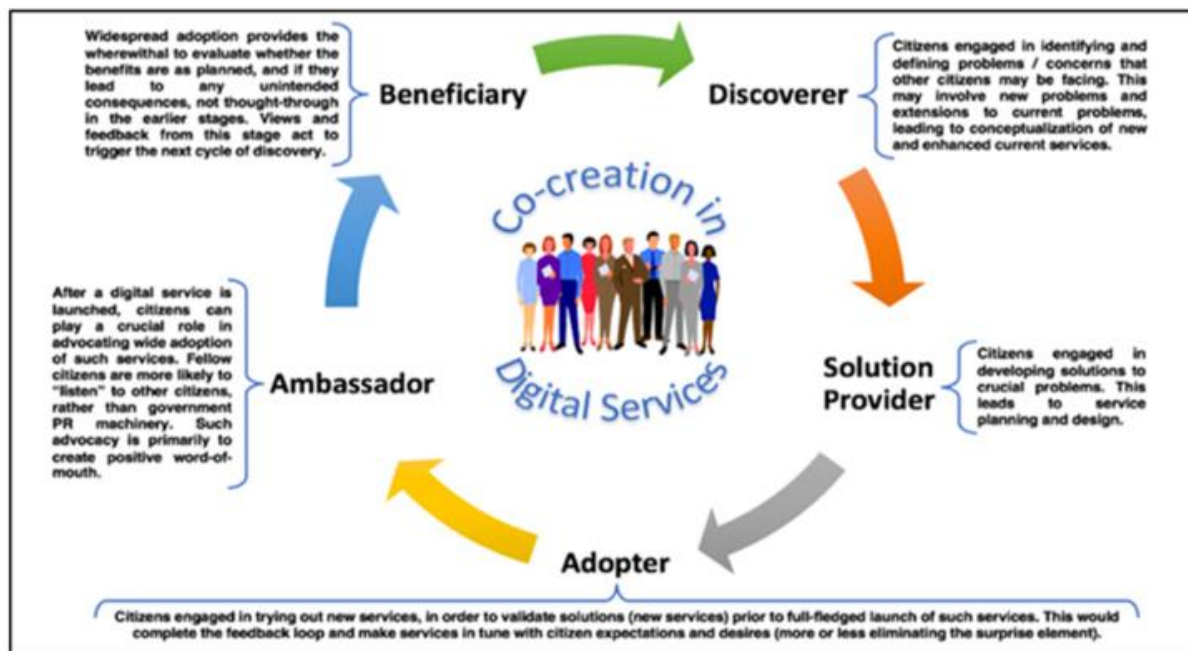 Widespread adoption provides the
wherewithal to evaluate whether the
benefits are as planned, and if they
lead to any unintended
consequences, not thought-through
in the earlier stages. Views and
feedback from this stage act to
trigger the next cycle of discovery.
Beneficiary
Discoverer
Citizens engaged in identifying and
defining problems / concerns that
other citizens may be facing. This
may involve new problems and
extensions to current problems,
leading to conceptualization of new
and enhanced current services.
Co-creation in
Digital Services
After a digital service is
launched, citizens can
play a crucial role in
advocating wide adoption
of such services. Fellow
citizens are more likely to
"listen" to other citizens,
rather than government
PR machinery. Such
advocacy is primarily to
create positive word-of-
mouth.
Ambassador
Solution
Provider
Citizens engaged in
developing solutions to
crucial problems. This
leads to service
planning and design.
Adopter
Citizens engaged in trying out new services, in order to validate solutions (new services) prior to full-fledged launch of such services. This would
complete the feedback loop and make services in tune with citizen expectations and desires (more or less eliminating the surprise element).